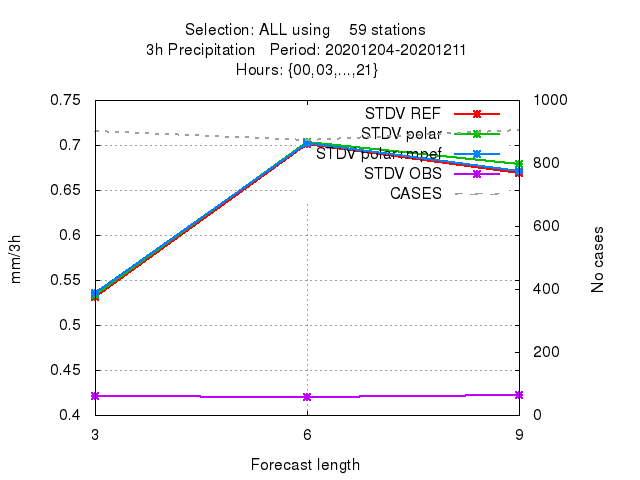 Selection: ALL using 59 stations
3h Precipitation Period: 20201204-20201211
Hours: {00,03,...,21}
0.75
0.7
0.65
0.6
0.55
0.5
0.45
0.4
mm/3h
1000
800
600
400
200
0
No cases
STDV REF
STDV polar
STDV polar mpef
STDV OBS
CASES
3
6
9
Forecast length